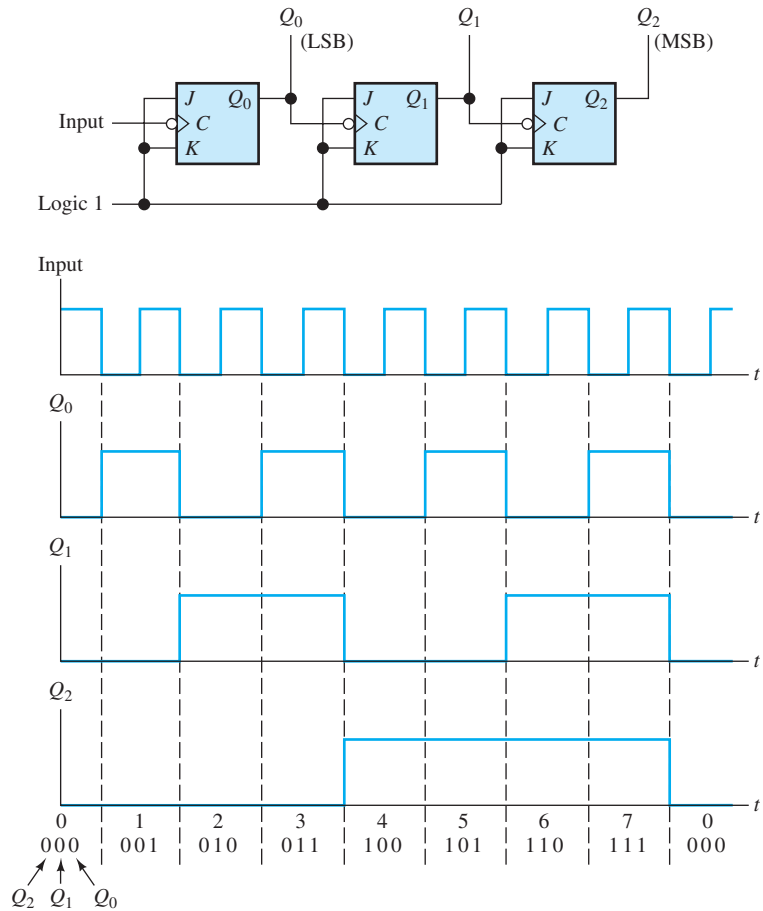 Q0 Q1 Q2
(LSB) (MSB)
J Q0 J Q1 J Q2
Input C C C
K K K
Logic 1
Input
t
Q0
t
Q1
t
Q2
t
0 1 2 3 4 5 6 7 0
000 001 010 011 100 101 110 111 000
Q2 Q1 Q0